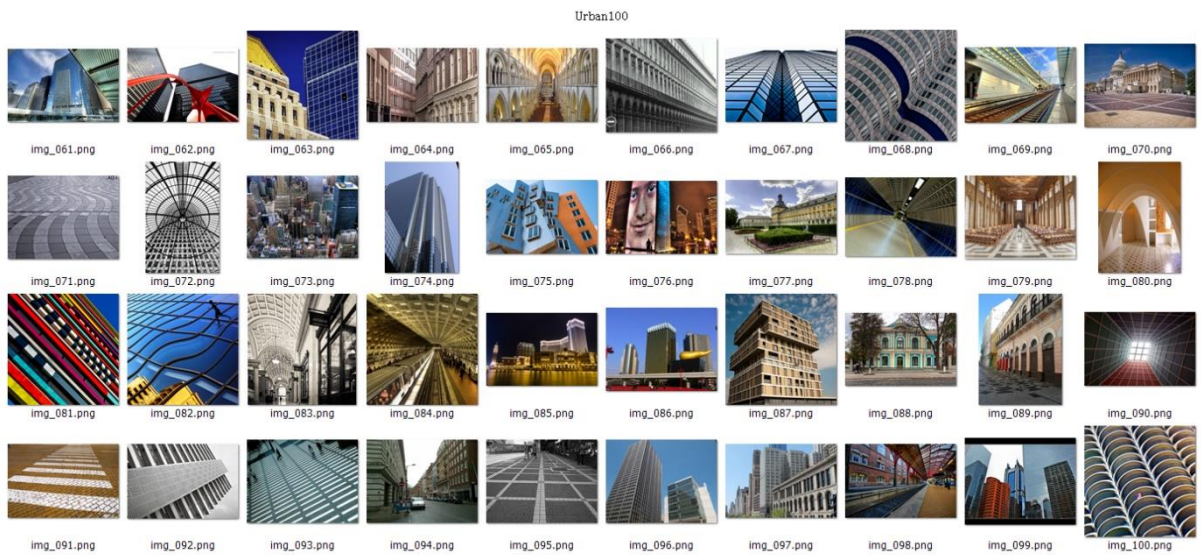 Urban100
img_061.png img_062.png img_063.png img_064.png img_065.png img_066.png img_067.png img_068.png img_069.png img_070.png
img_071.png img_072.png img_073.png img_074.png img_075.png img_076.png img_077.png img_078.png img_079.png img_080.png
img_081.png img_082.png img_083.png img_084.png img_085.png img_086.png img_087.png img_088.png img_089.png img_090.png
img_091.png img_092.png img_093.png img_094.png img_095.png img_096.png img_097.png img_098.png img_099.png img_100.png